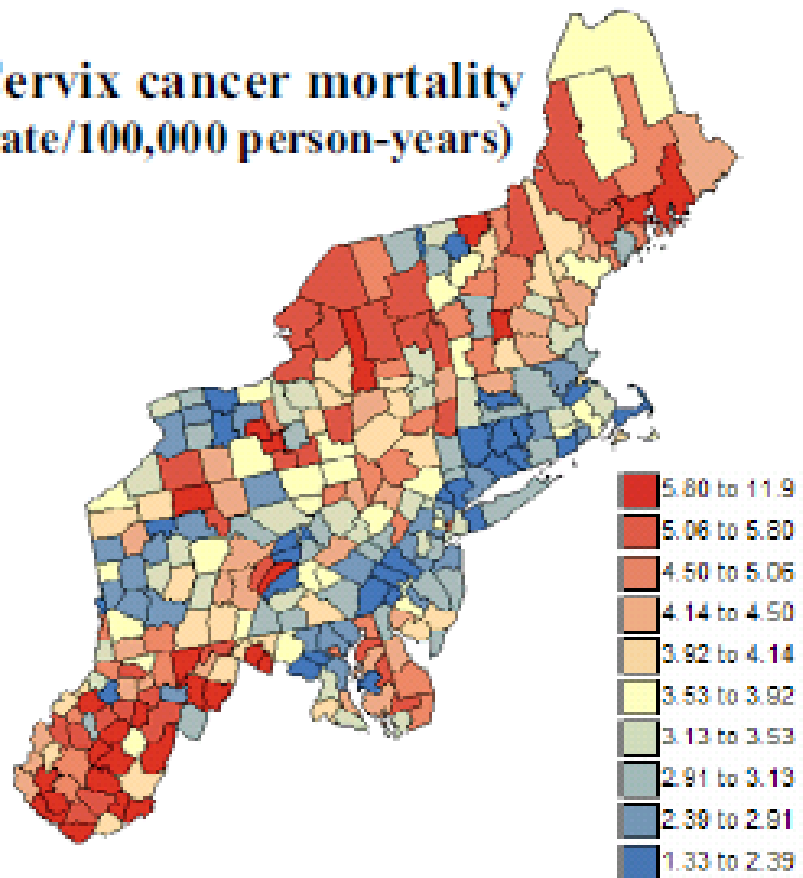 ervix cancer mortality
ate/100,000 person-years)
5.80 to 11.9
5.06 to 5.80
4.50 to 5.06
4.14 to 4.50
3.92 to 4.14
3.53 to 3.92
3.13 to 3.53
2.91 to 3.13
2.39 to 2.91
1.33 to 2.39